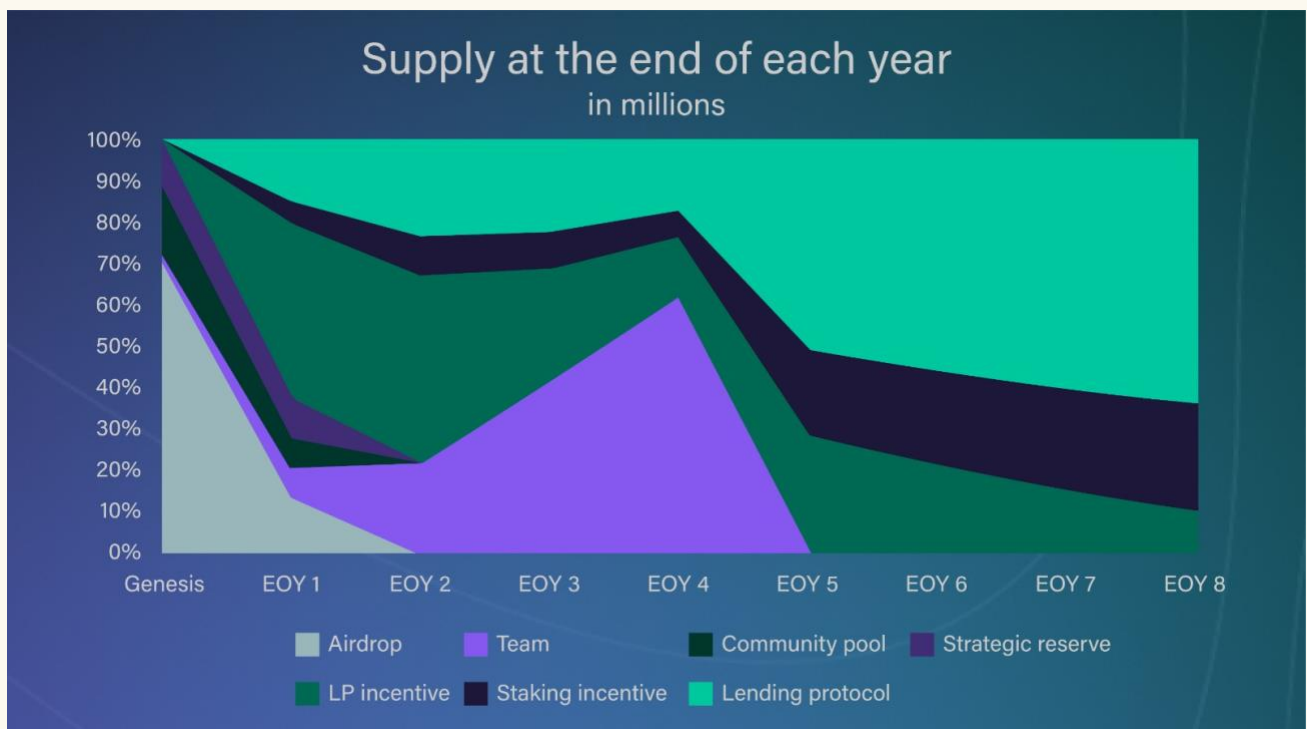 Supply at the end of each year
in millions
100%
90%
80%
70%
60%
50%
40%
30%
20%
10%
0%
Genesis EOY 1 EOY 2 EOY 3 EOY 4 EOY 5 EOY 6 EOY 7 EOY 8
Airdrop Team Community pool Strategic reserve
LP incentive Staking incentive Lending protocol